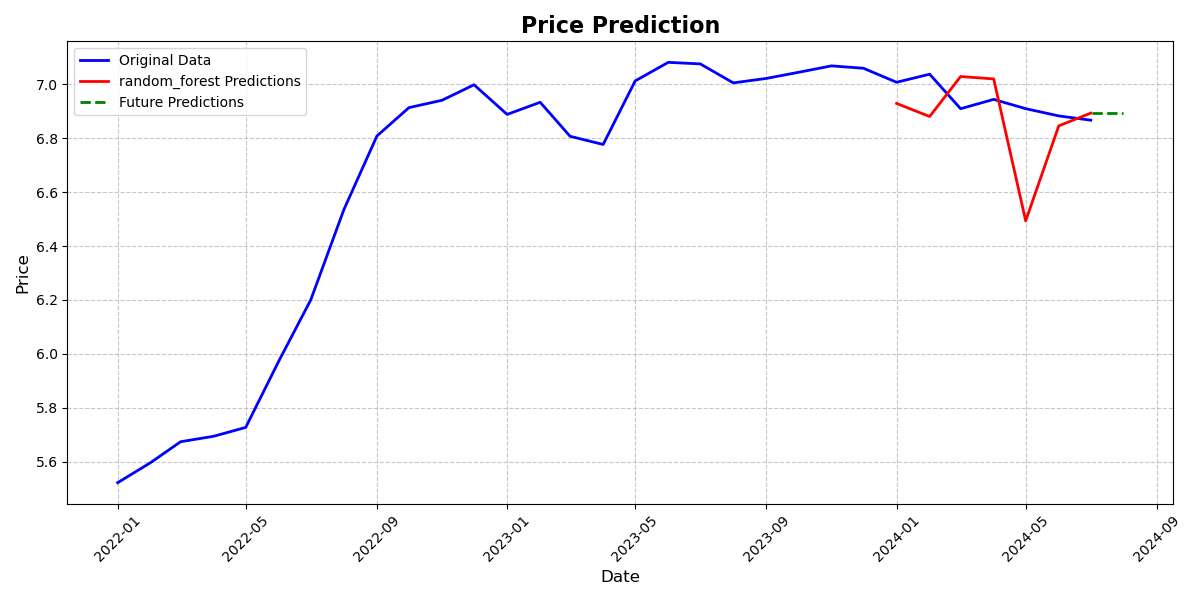 Price Prediction
Original Data
random_forest Predictions
Future Predictions
Price
7.0
6.8
6.6
6.4
6.2
6.0
5.8
5.6
2022-01
2022-05
2022-09
2023-01
2023-05
2023-09
2024-01
2024-05
2024-09
Date